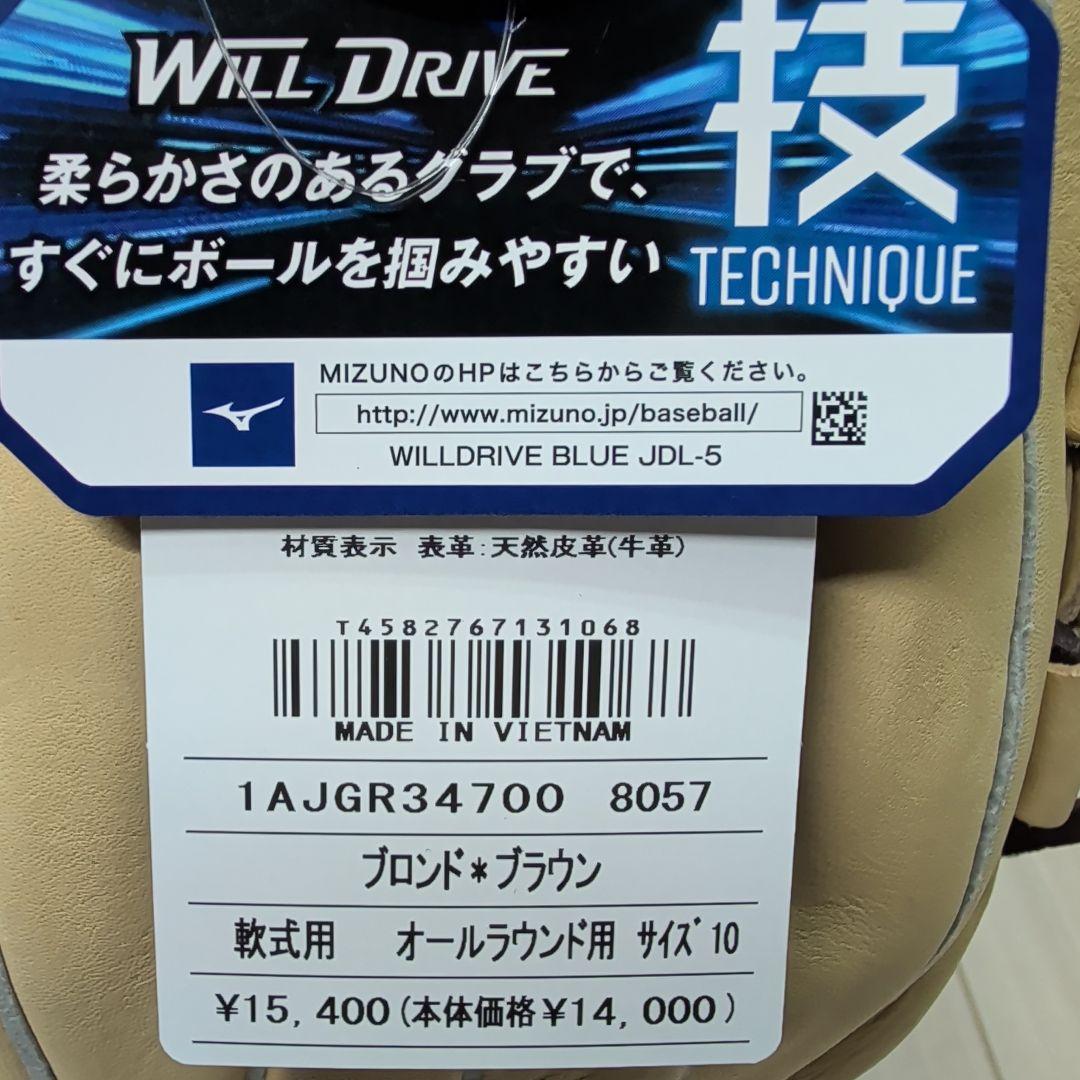 WILL DRIVE
技
柔らかさのあるグラブで、
すぐにボールを掴みやすい
TECHNIQUE
MIZUNOのHPはこちらからご覧ください。
http://www.mizuno.jp/baseball/
WILLDRIVE BLUE JDL-5
材質表示 表革:天然皮革(牛革)
T4582767131068
MADE IN VIETNAM
1AJGR34700 8057
ブロンド*ブラウン
軟式用 オールラウンド用 サイズ10
¥15,400(本体価格¥14,000)